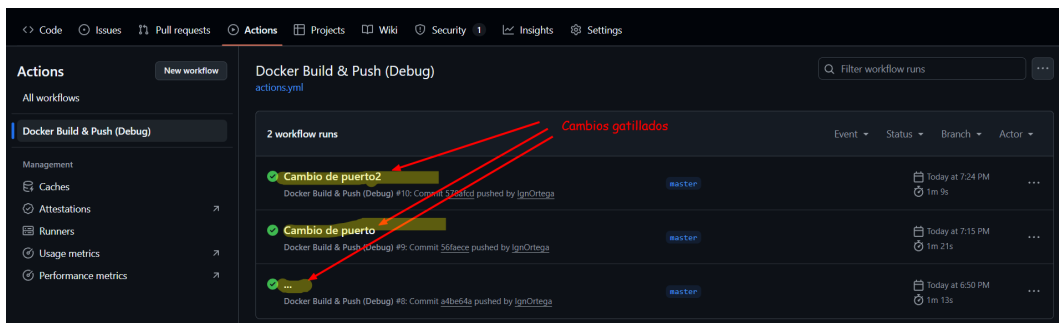 Code Issues Pull requests Actions Projects Wiki Security 1 Insights Settings
Actions New workflow
All workflows
Docker Build & Push (Debug)
Management
Caches
Attestations
Runners
Usage metrics
Performance metrics
Docker Build & Push (Debug)
actions.yml
Filter workflow runs
...
2 workflow runs
Cambios gatillados
Event Status Branch Actor
Cambio de puerto2
Docker Build & Push (Debug) #10: Commit 578afcd pushed by IgnOrtega
master
Today at 7:24 PM
1m 9s
...
Cambio de puerto
Docker Build & Push (Debug) #9: Commit 56faece pushed by IgnOrtega
master
Today at 7:15 PM
1m 21s
...
...
Docker Build & Push (Debug) #8: Commit a4be64a pushed by IgnOrtega
master
Today at 6:50 PM
1m 13s
...